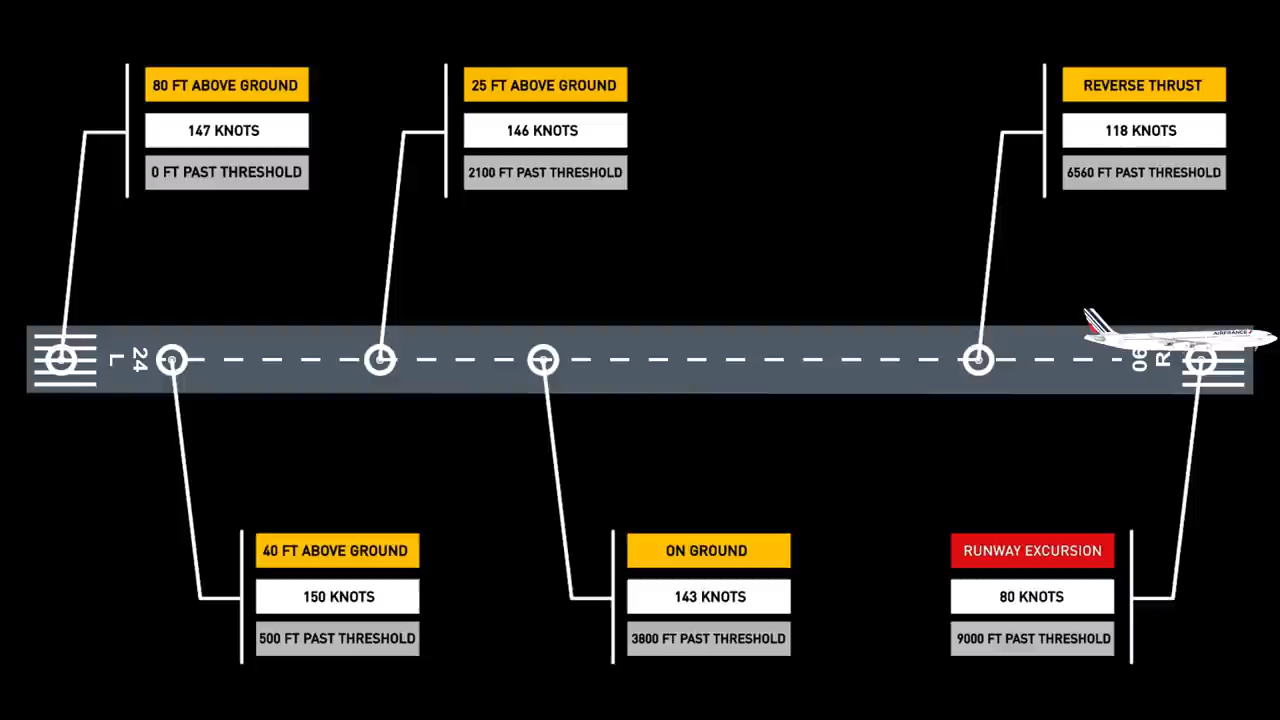 80 FT ABOVE GROUND
147 KNOTS
0 FT PAST THRESHOLD
25 FT ABOVE GROUND
146 KNOTS
2100 FT PAST THRESHOLD
REVERSE THRUST
118 KNOTS
6560 FT PAST THRESHOLD
AIRFRANCE
L
24
06
R
40 FT ABOVE GROUND
150 KNOTS
500 FT PAST THRESHOLD
ON GROUND
143 KNOTS
3800 FT PAST THRESHOLD
RUNWAY EXCURSION
80 KNOTS
9000 FT PAST THRESHOLD